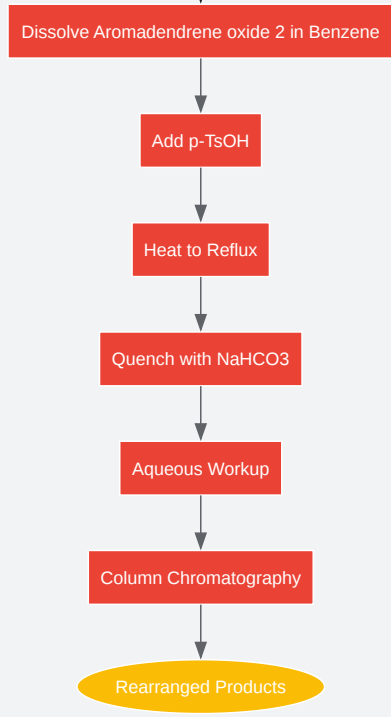 Dissolve Aromadendrene oxide 2 in Benzene
Add p-TsOH
Heat to Reflux
Quench with NaHCO3
Aqueous Workup
Column Chromatography
Rearranged Products